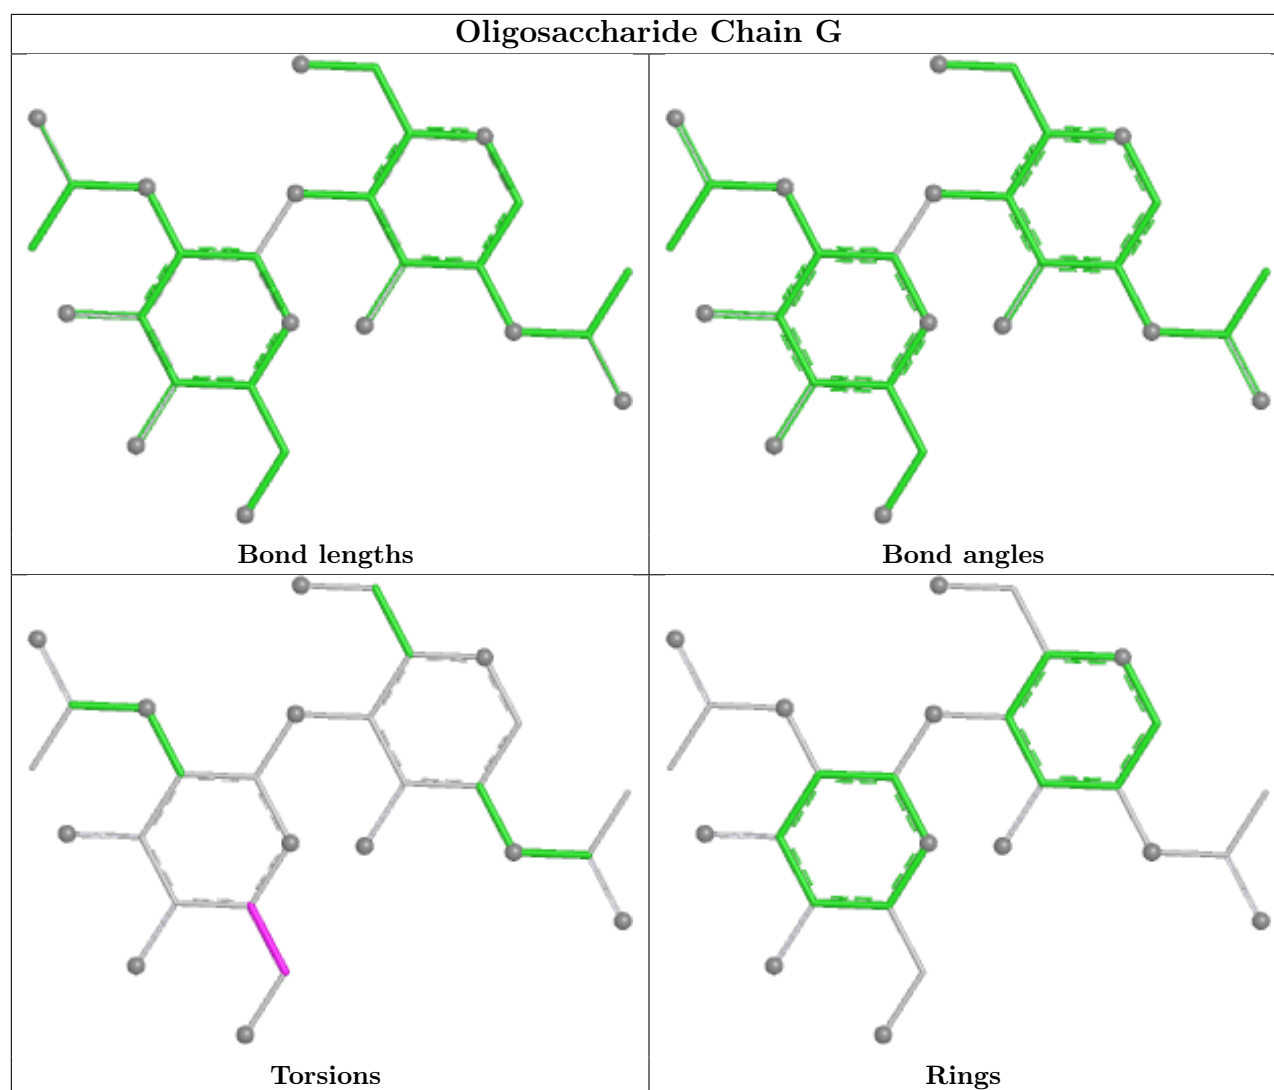 Oligosaccharide Chain G
Bond lengths
Bond angles
Torsions
Rings